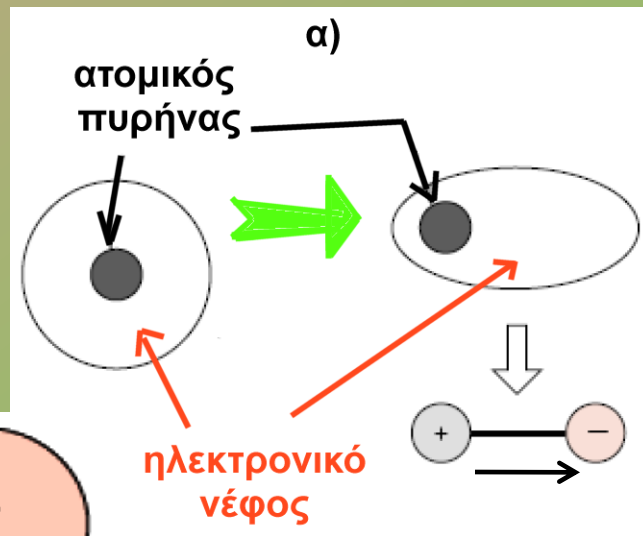 α)
ατομικός
πυρήνας
+
−
ηλεκτρονικό
νέφος